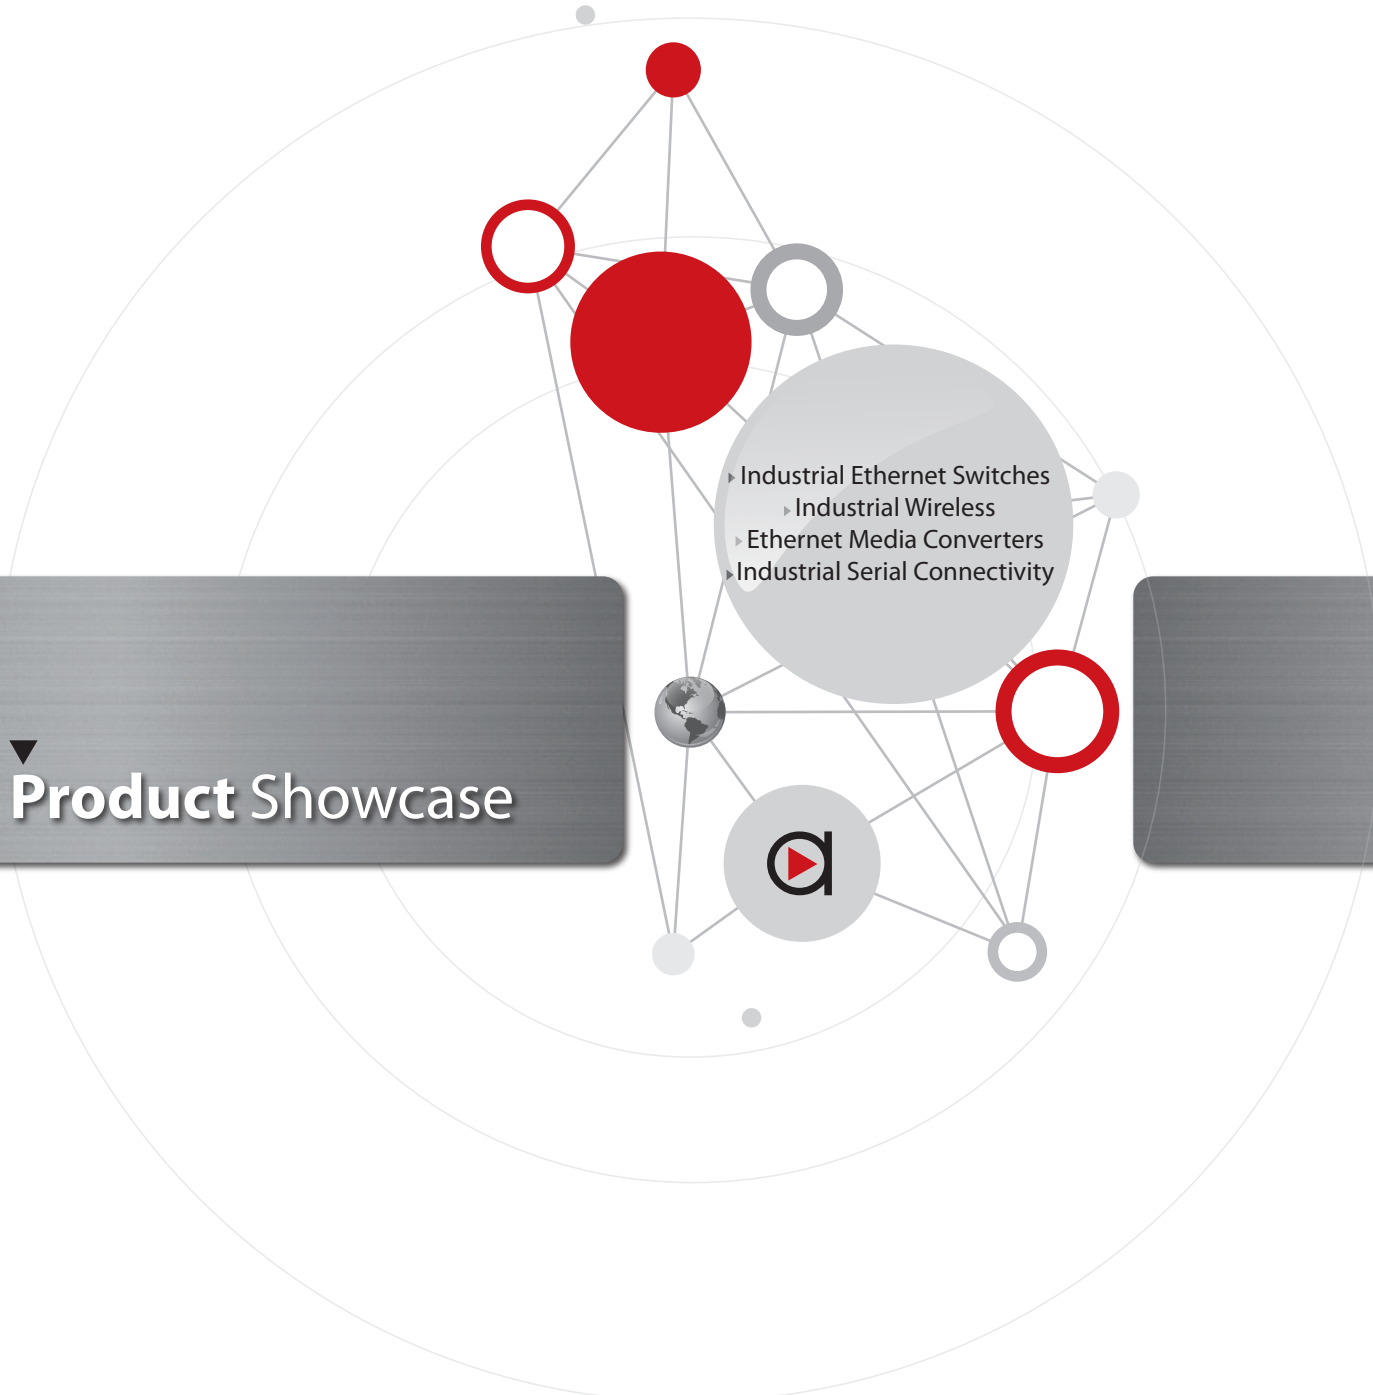 Industrial Ethernet Switches
Industrial Wireless
Ethernet Media Converters
Industrial Serial Connectivity
Product Showcase